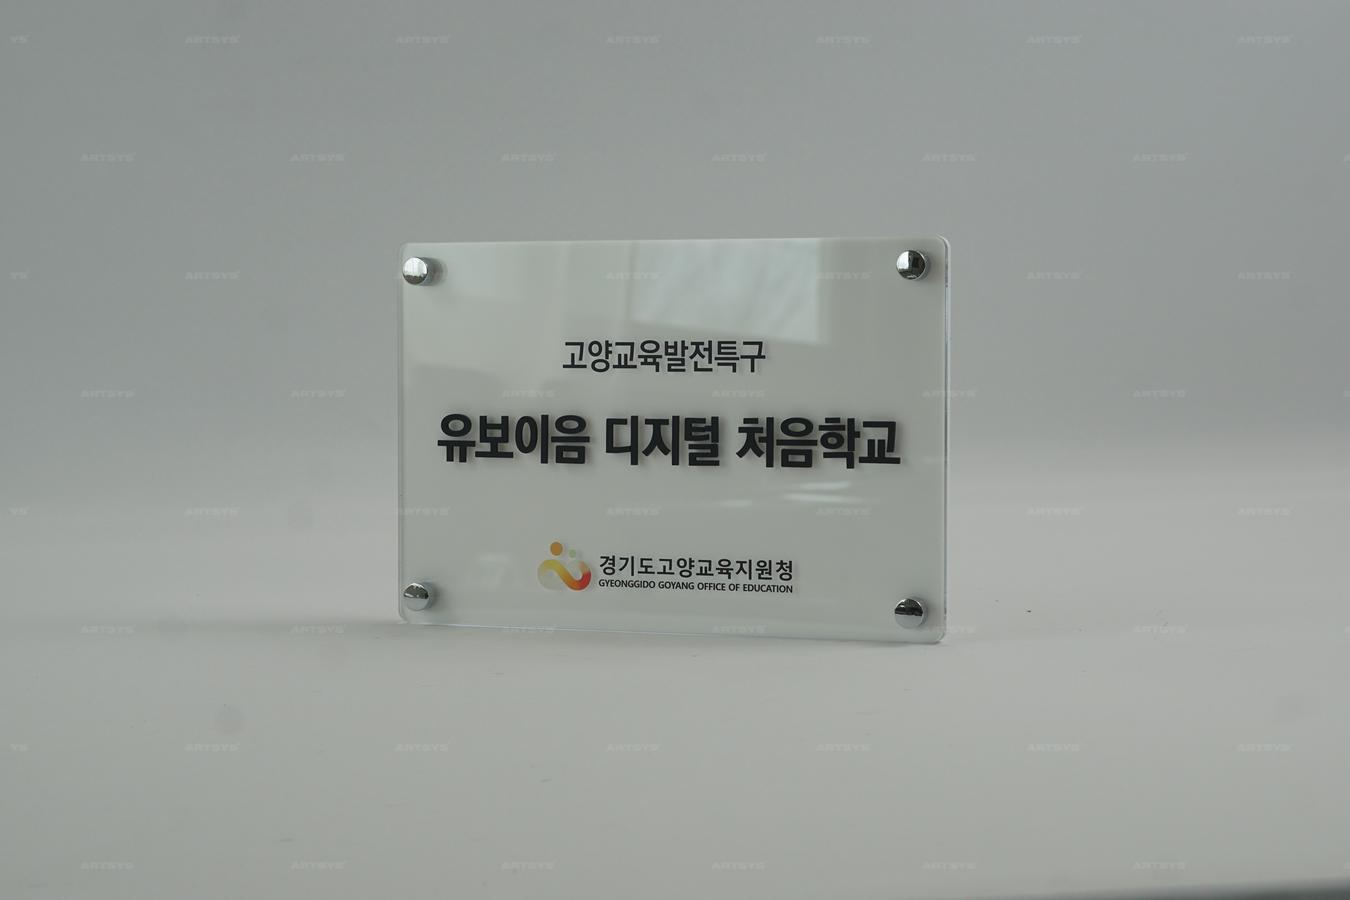 고양교육발전특구
유보이음 디지털 처음학교
경기도고양교육지원청
GYEONGGIDO GOYANG OFFICE OF EDUCATION
ARTSYS